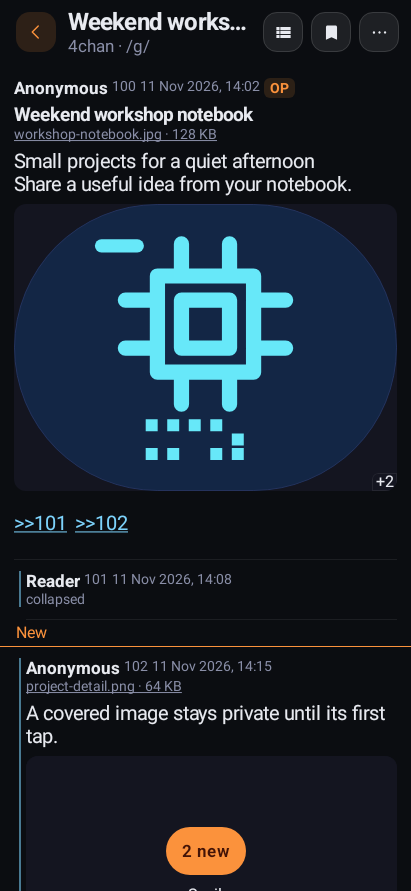 Weekend works...
4chan · /g/
Anonymous 100 11 Nov 2026, 14:02 OP
Weekend workshop notebook
workshop-notebook.jpg · 128 KB
Small projects for a quiet afternoon
Share a useful idea from your notebook.
+2
>>101 >>102
Reader 101 11 Nov 2026, 14:08
collapsed
New
Anonymous 102 11 Nov 2026, 14:15
project-detail.png · 64 KB
A covered image stays private until its first
tap.
2 new